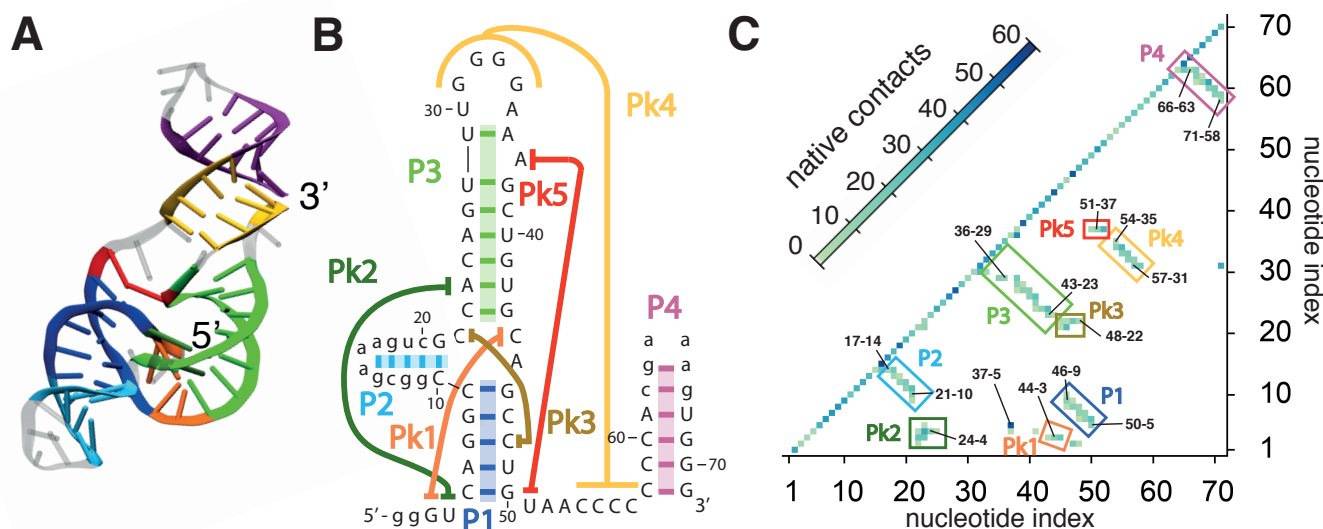 A
3’
5’
B
G G
G G
30 U A
U A
A
P3
Pk4
Pk5
U G
G C
A U -40
C G
A U
C G
Pk2
20
a a g u c G C C
a
a g c g g C
10
P2
A
C G
G C
G C
A U
C G
P1
Pk1
Pk3
5’-ggGU
50
UAACCCC
P4
a a
g a
c g
A U
60 C G
C G -70
C G
3’
C
native contacts
0
10
20
30
40
50
60
P4
66-63
71-58
51-37
54-35
Pk5
Pk4
57-31
36-29
43-23
P3
Pk3
48-22
17-14
P2
21-10
37-5
46-9
44-3
P1
50-5
Pk2
24-4
Pk1
70
60
50
40
30
20
10
1
nucleotide index
1 10 20 30 40 50 60 70
nucleotide index